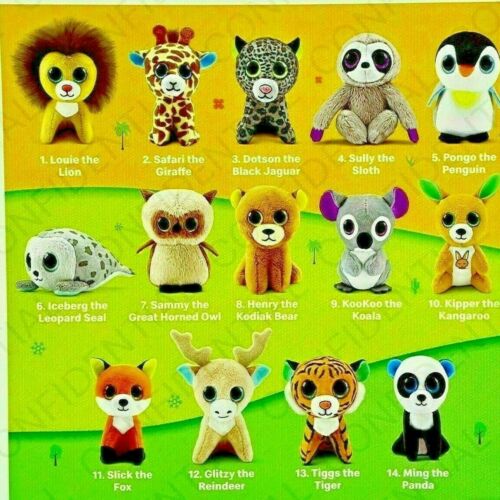 1. Louie the
Lion
2. Safari the
Giraffe
3. Dotson the
Black Jaguar
4. Sully the
Sloth
5. Pongo the
Penguin
6. Iceberg the
Leopard Seal
7. Sammy the
Great Horned Owl
8. Henry the
Kodiak Bear
9. KooKoo the
Koala
10. Kipper the
Kangaroo
11. Slick the
Fox
12. Glitzy the
Reindeer
13. Tiggs the
Tiger
14. Ming the
Panda